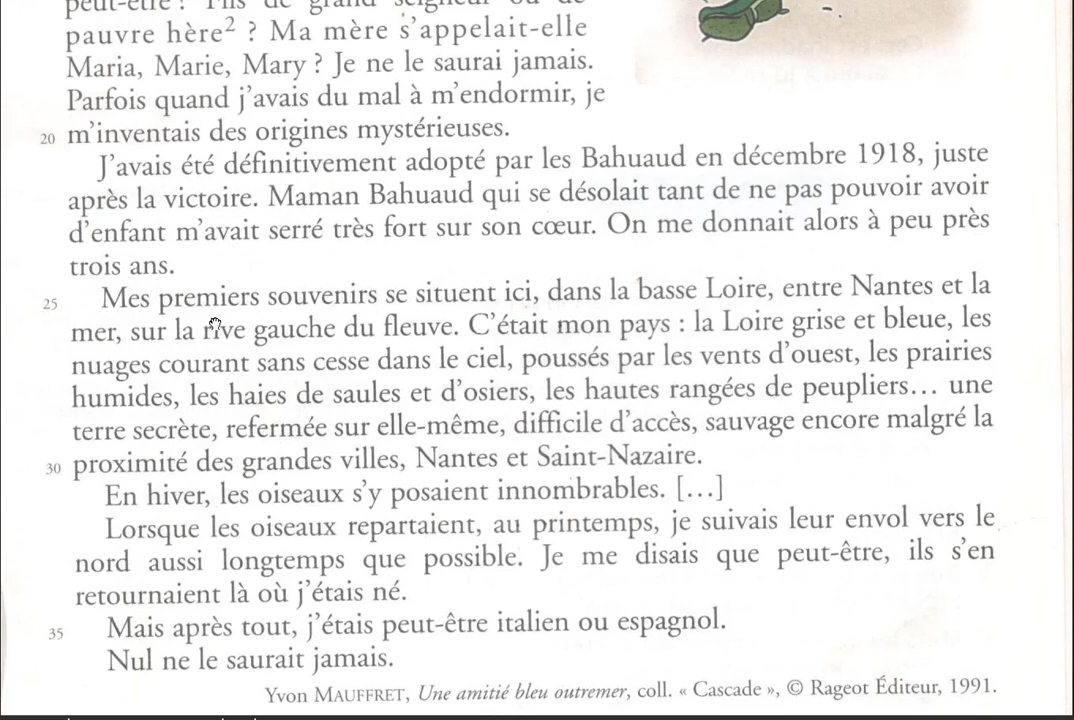 peut-être ? Fils de grand seigneur ou de
pauvre hère² ? Ma mère s'appelait-elle
Maria, Marie, Mary ? Je ne le saurai jamais.
Parfois quand j'avais du mal à m'endormir, je
20 m'inventais des origines mystérieuses.
J'avais été définitivement adopté par les Bahuaud en décembre 1918, juste
après la victoire. Maman Bahuaud qui se désolait tant de ne pas pouvoir avoir
d'enfant m'avait serré très fort sur son cœur. On me donnait alors à peu près
trois ans.
25 Mes premiers souvenirs se situent ici, dans la basse Loire, entre Nantes et la
mer, sur la rive gauche du fleuve. C'était mon pays : la Loire grise et bleue, les
nuages courant sans cesse dans le ciel, poussés par les vents d'ouest, les prairies
humides, les haies de saules et d'osiers, les hautes rangées de peupliers… une
terre secrète, refermée sur elle-même, difficile d'accès, sauvage encore malgré la
30 proximité des grandes villes, Nantes et Saint-Nazaire.
En hiver, les oiseaux s'y posaient innombrables. […]
Lorsque les oiseaux repartaient, au printemps, je suivais leur envol vers le
nord aussi longtemps que possible. Je me disais que peut-être, ils s'en
retournaient là où j'étais né.
35 Mais après tout, j'étais peut-être italien ou espagnol.
Nul ne le saurait jamais.
Yvon MAUFFRET, Une amitié bleu outremer, coll. « Cascade », © Rageot Éditeur, 1991.